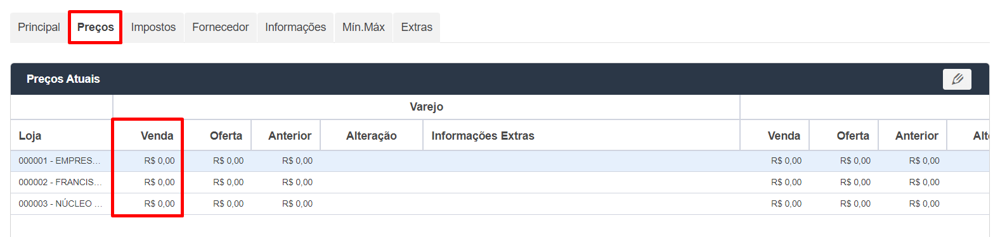 Principal Preços Impostos Fornecedor Informações Mín.Máx Extras
Preços Atuais
Varejo
Loja Venda Oferta Anterior Alteração Informações Extras Venda Oferta Anterior Alt
000001 - EMPRES... R$ 0,00 R$ 0,00 R$ 0,00 R$ 0,00 R$ 0,00 R$ 0,00
000002 - FRANCIS... R$ 0,00 R$ 0,00 R$ 0,00 R$ 0,00 R$ 0,00 R$ 0,00
000003 - NÚCLEO ... R$ 0,00 R$ 0,00 R$ 0,00 R$ 0,00 R$ 0,00 R$ 0,00